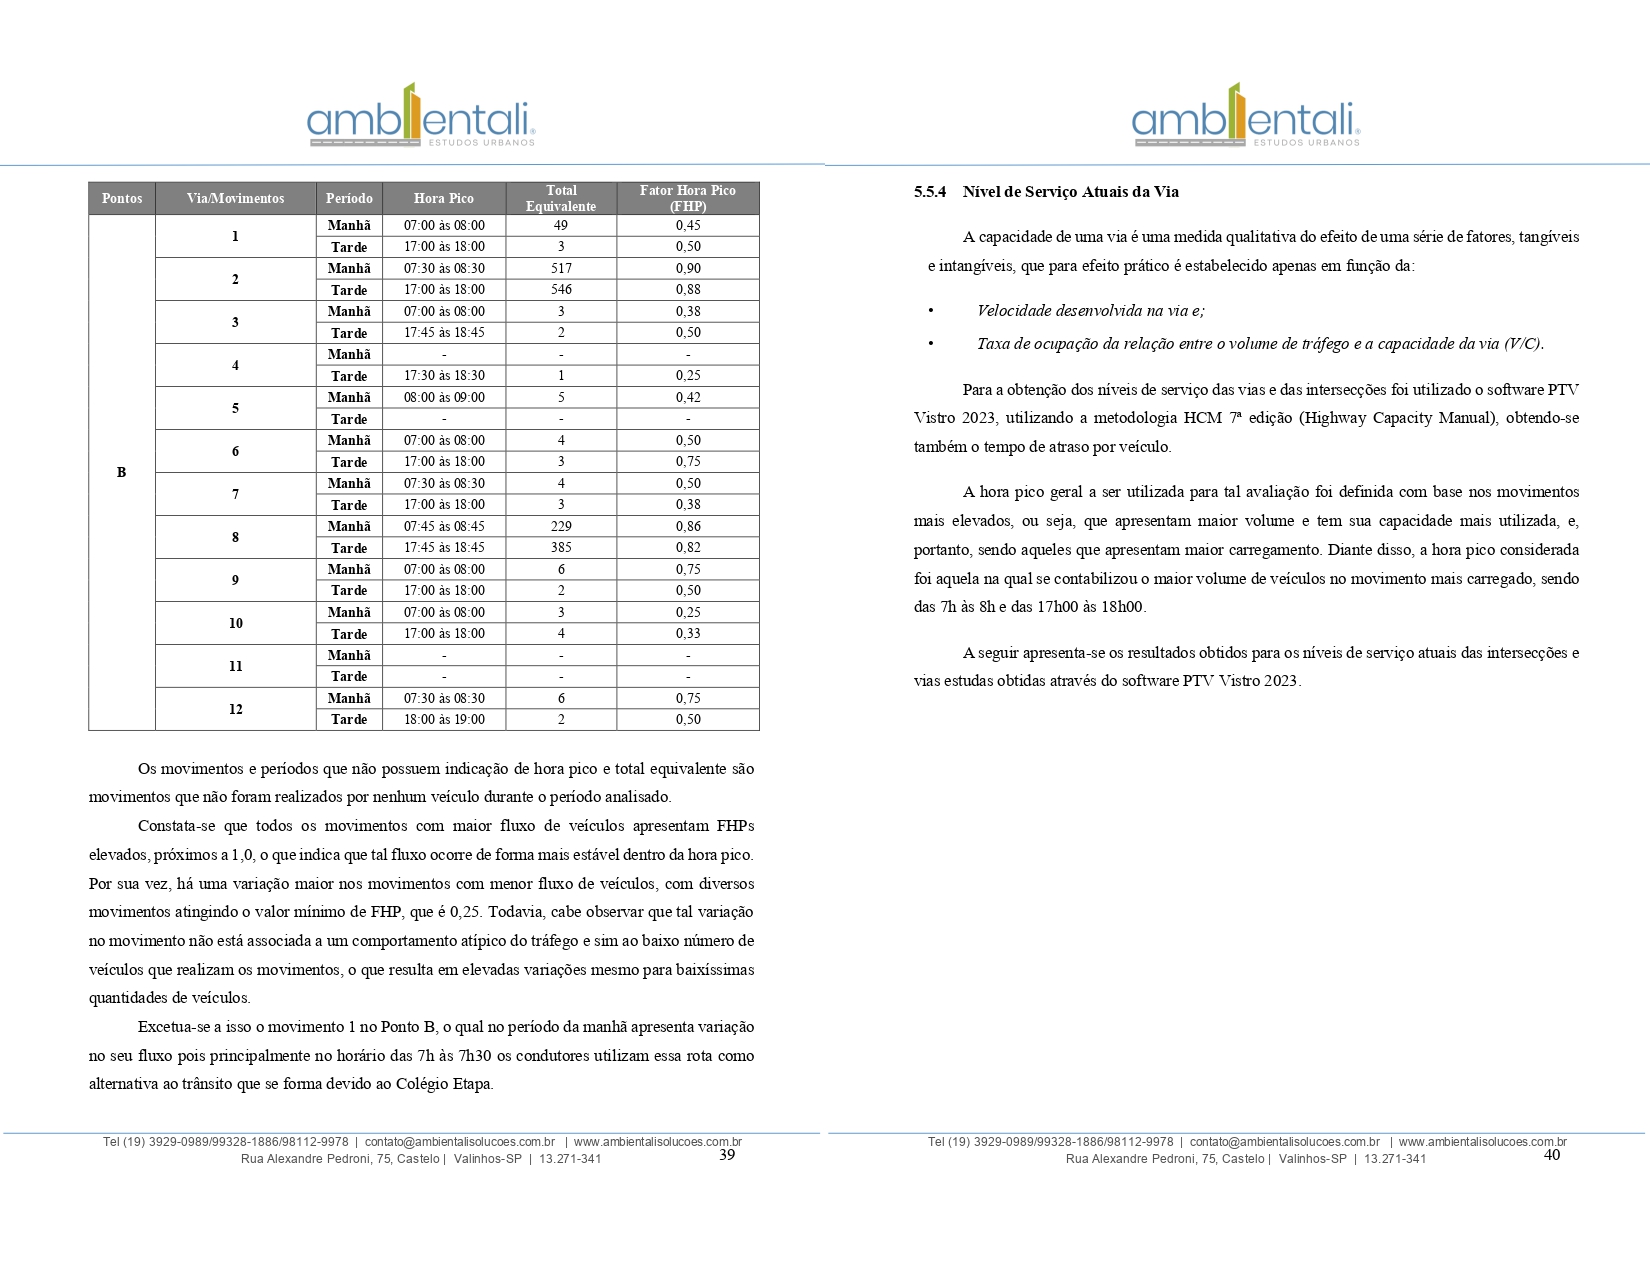 ambientali®
ESTUDOS URBANOS
Pontos Via/Movimentos Período Hora Pico Total Equivalente Fator Hora Pico (FHP)
B
1 Manhã 07:00 às 08:00 49 0,45
Tarde 17:00 às 18:00 3 0,50
2 Manhã 07:30 às 08:30 517 0,90
Tarde 17:00 às 18:00 546 0,88
3 Manhã 07:00 às 08:00 3 0,38
Tarde 17:45 às 18:45 2 0,50
4 Manhã - - -
Tarde 17:30 às 18:30 1 0,25
5 Manhã 08:00 às 09:00 5 0,42
Tarde - - -
6 Manhã 07:00 às 08:00 4 0,50
Tarde 17:00 às 18:00 3 0,75
7 Manhã 07:30 às 08:30 4 0,50
Tarde 17:00 às 18:00 3 0,38
8 Manhã 07:45 às 08:45 229 0,86
Tarde 17:45 às 18:45 385 0,82
9 Manhã 07:00 às 08:00 6 0,75
Tarde 17:00 às 18:00 2 0,50
10 Manhã 07:00 às 08:00 3 0,25
Tarde 17:00 às 18:00 4 0,33
11 Manhã - - -
Tarde - - -
12 Manhã 07:30 às 08:30 6 0,75
Tarde 18:00 às 19:00 2 0,50
Os movimentos e períodos que não possuem indicação de hora pico e total equivalente são
movimentos que não foram realizados por nenhum veículo durante o período analisado.
Constata-se que todos os movimentos com maior fluxo de veículos apresentam FHPs
elevados, próximos a 1,0, o que indica que tal fluxo ocorre de forma mais estável dentro da hora pico.
Por sua vez, há uma variação maior nos movimentos com menor fluxo de veículos, com diversos
movimentos atingindo o valor mínimo de FHP, que é 0,25. Todavia, cabe observar que tal variação
no movimento não está associada a um comportamento atípico do tráfego e sim ao baixo número de
veículos que realizam os movimentos, o que resulta em elevadas variações mesmo para baixíssimas
quantidades de veículos.
Excetua-se a isso o movimento 1 no Ponto B, o qual no período da manhã apresenta variação
no seu fluxo pois principalmente no horário das 7h às 7h30 os condutores utilizam essa rota como
alternativa ao trânsito que se forma devido ao Colégio Etapa.
Tel (19) 3929-0989/99328-1886/98112-9978 | contato@ambientalisolucoes.com.br | www.ambientalisolucoes.com.br
Rua Alexandre Pedroni, 75, Castelo | Valinhos-SP | 13.271-341
39
ambientali®
ESTUDOS URBANOS
5.5.4 Nível de Serviço Atuais da Via
A capacidade de uma via é uma medida qualitativa do efeito de uma série de fatores, tangíveis
e intangíveis, que para efeito prático é estabelecido apenas em função da:
• Velocidade desenvolvida na via e;
• Taxa de ocupação da relação entre o volume de tráfego e a capacidade da via (V/C).
Para a obtenção dos níveis de serviço das vias e das intersecções foi utilizado o software PTV
Vistro 2023, utilizando a metodologia HCM 7ª edição (Highway Capacity Manual), obtendo-se
também o tempo de atraso por veículo.
A hora pico geral a ser utilizada para tal avaliação foi definida com base nos movimentos
mais elevados, ou seja, que apresentam maior volume e tem sua capacidade mais utilizada, e,
portanto, sendo aqueles que apresentam maior carregamento. Diante disso, a hora pico considerada
foi aquela na qual se contabilizou o maior volume de veículos no movimento mais carregado, sendo
das 7h às 8h e das 17h00 às 18h00.
A seguir apresenta-se os resultados obtidos para os níveis de serviço atuais das intersecções e
vias estudas obtidas através do software PTV Vistro 2023.
Tel (19) 3929-0989/99328-1886/98112-9978 | contato@ambientalisolucoes.com.br | www.ambientalisolucoes.com.br
Rua Alexandre Pedroni, 75, Castelo | Valinhos-SP | 13.271-341
40